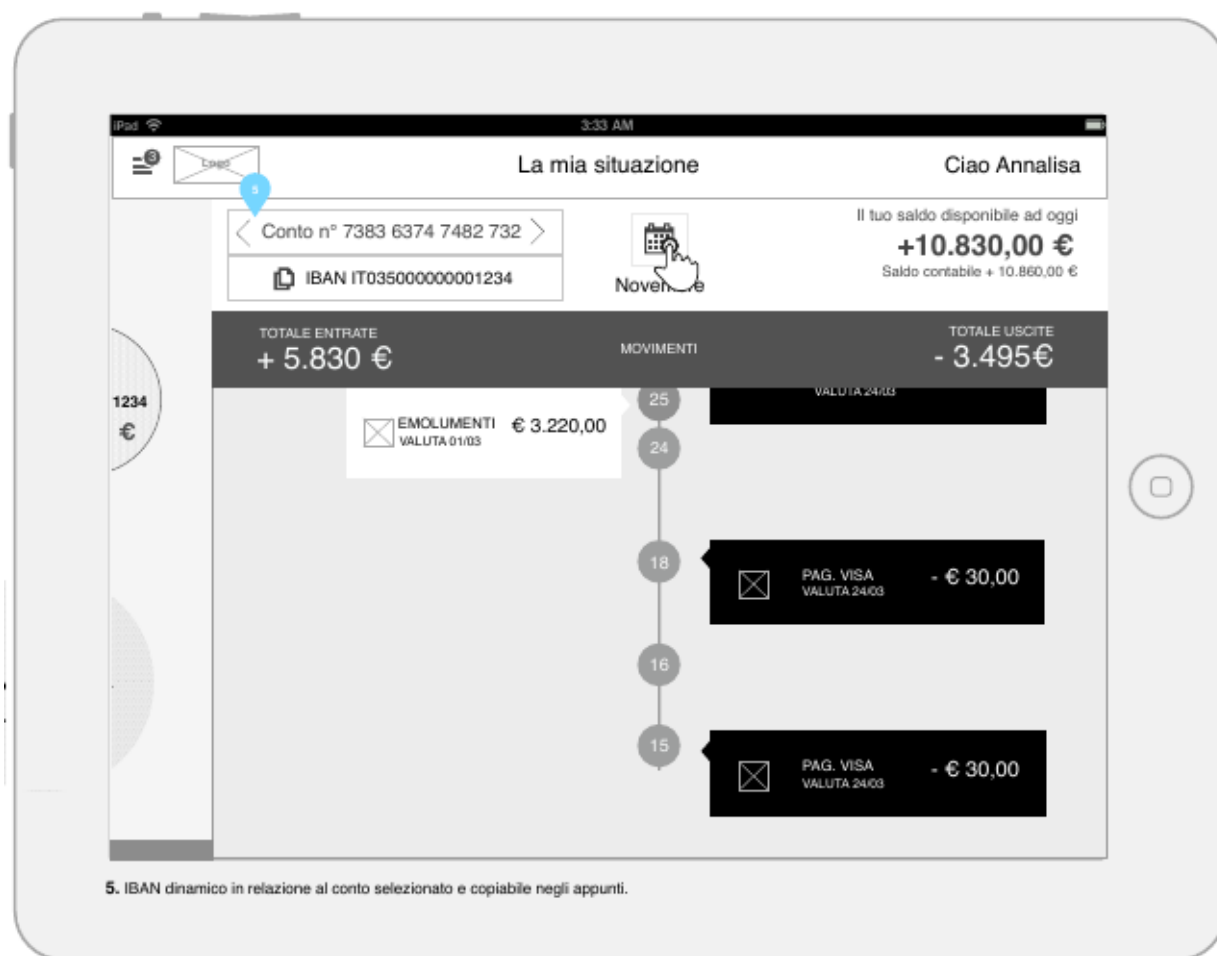 iPad
3:33 AM
3
Logo
La mia situazione
Ciao Annalisa
5
Conto n° 7383 6374 7482 732
IBAN IT035000000001234
Novembre
Il tuo saldo disponibile ad oggi
+10.830,00 €
Saldo contabile + 10.860,00 €
TOTALE ENTRATE
+ 5.830 €
MOVIMENTI
TOTALE USCITE
- 3.495€
1234
€
EMOLUMENTI € 3.220,00
VALUTA 01/03
25
24
VALUTA 24/03
18
PAG. VISA - € 30,00
VALUTA 24/03
16
15
PAG. VISA - € 30,00
VALUTA 24/03
5. IBAN dinamico in relazione al conto selezionato e copiabile negli appunti.